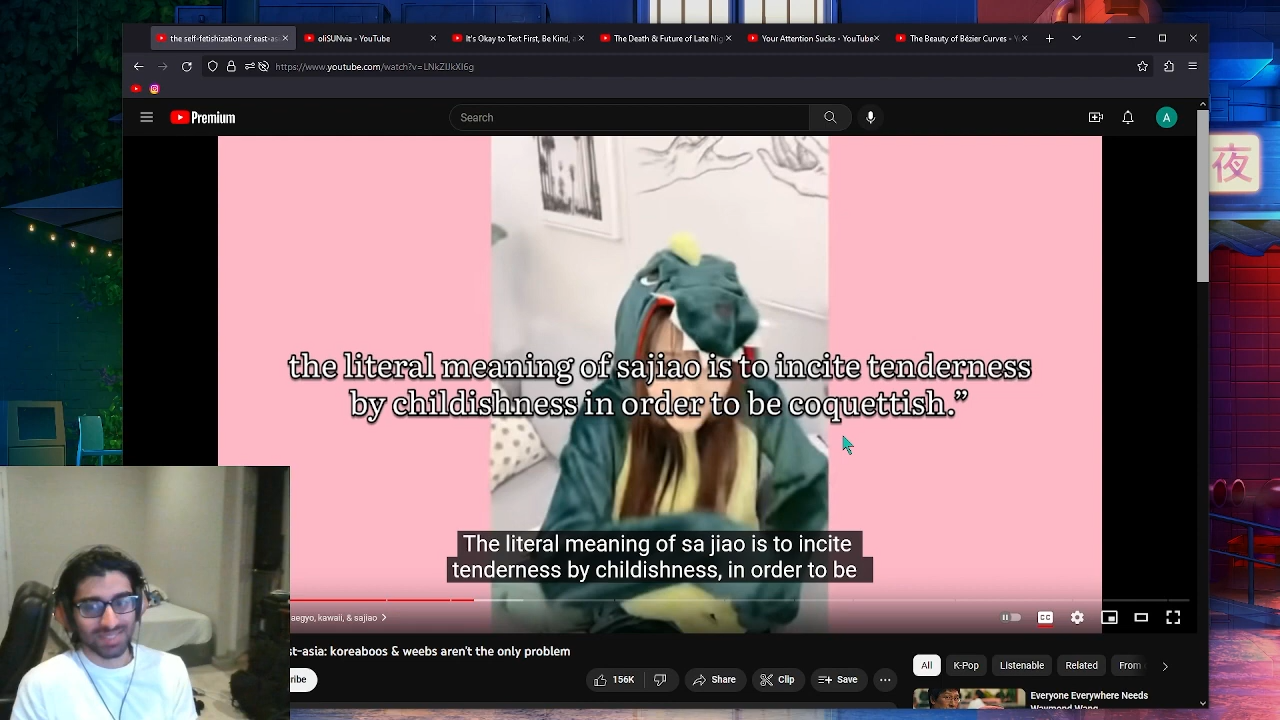 the self-fetishization of east-as
oliSUNvia - YouTube
It's Okay to Text First, Be Kind, a
The Death & Future of Late Nig
Your Attention Sucks - YouTube
The Beauty of Bézier Curves - Y
https://www.youtube.com/watch?v=
Premium
Search
A
夜
the literal meaning of sajiao is to incite tenderness
by childishness in order to be coquettish.”
The literal meaning of sa jiao is to incite
tenderness by childishness, in order to be
aegyo, kawaii, & sajiao
CC
st-asia: koreaboos & weebs aren't the only problem
ribe
156K
Share
Clip
Save
All
K-Pop
Listenable
Related
From
Everyone Everywhere Needs
Waymond Wang